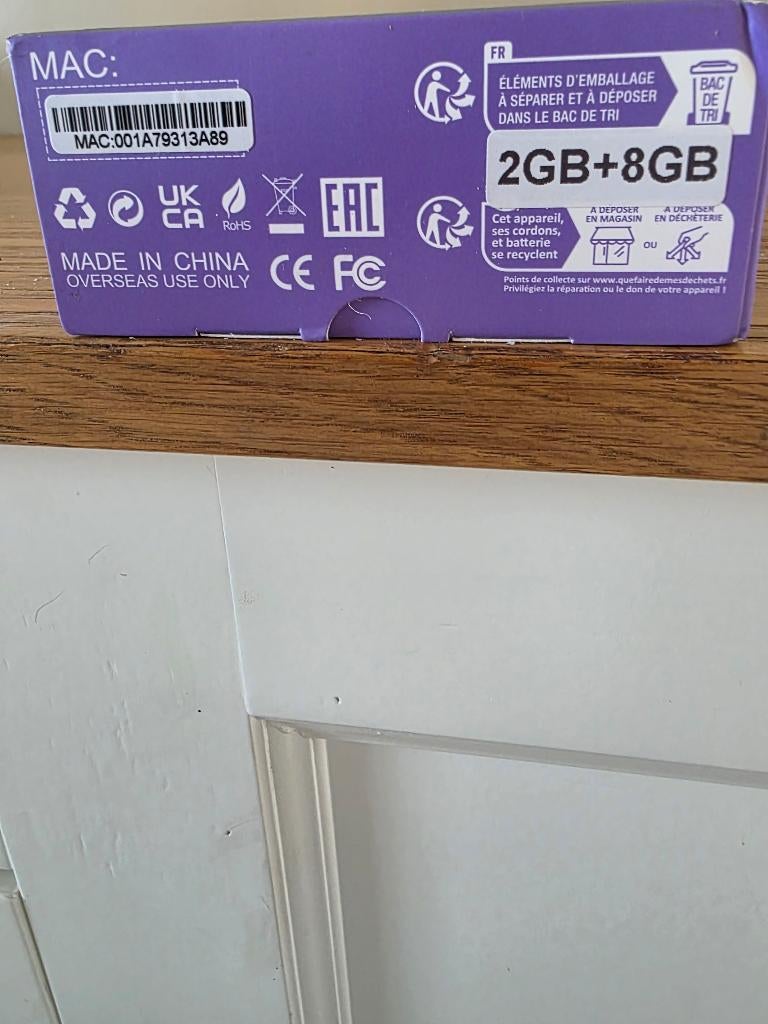 MAC:
MAC:001A79313A89
UK
CA
RoHS
EAC
MADE IN CHINA
OVERSEAS USE ONLY
CE FC
FR
ÉLÉMENTS D'EMBALLAGE
À SÉPARER ET À DÉPOSER
DANS LE BAC DE TRI
BAC
DE
TRI
2GB+8GB
Cet appareil,
ses cordons,
et batterie
se recyclent
À DÉPOSER
EN MAGASIN
OU
À DÉPOSER
EN DÉCHÈTERIE
Points de collecte sur www.quefairedemesdechets.fr
Privilégiez la réparation ou le don de votre appareil !